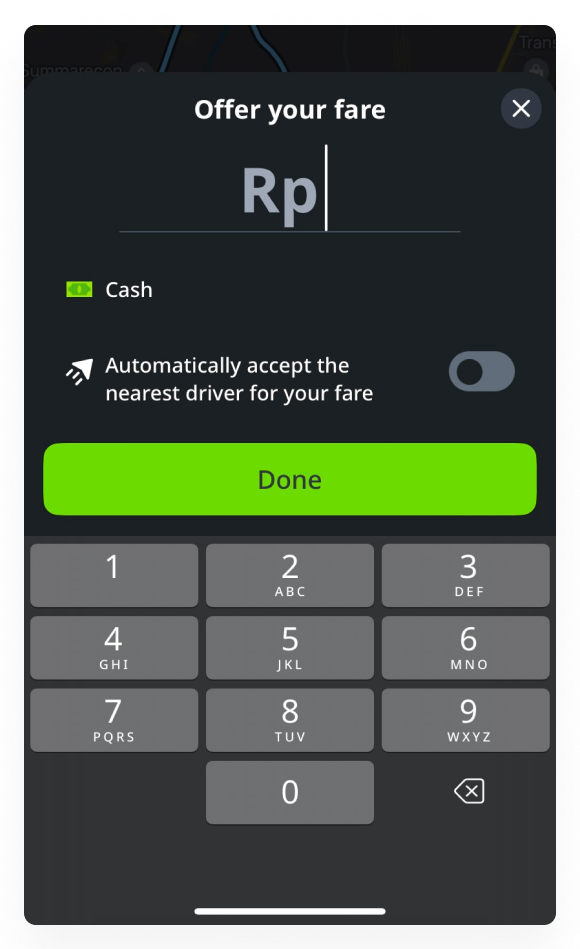 Summarecon
Trans
Offer your fare
Rp
Cash
Automatically accept the
nearest driver for your fare
Done
1
2
ABC
3
DEF
4
GHI
5
JKL
6
MNO
7
PQRS
8
TUV
9
WXYZ
0